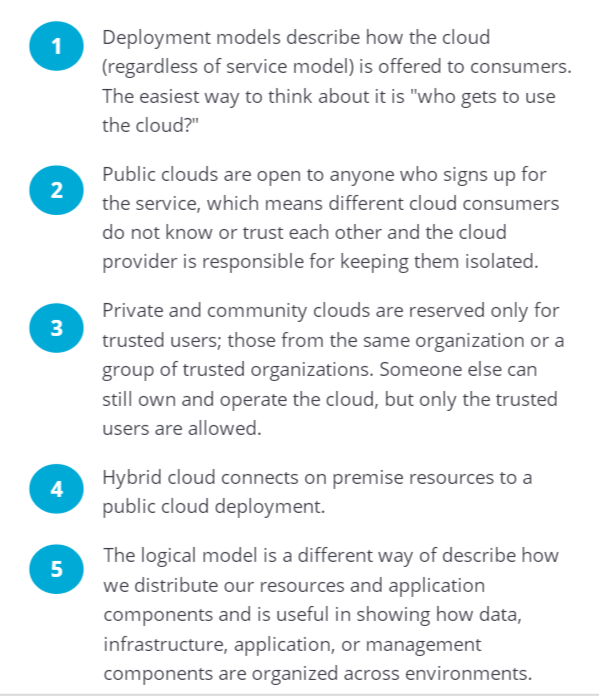 1
Deployment models describe how the cloud
(regardless of service model) is offered to consumers.
The easiest way to think about it is "who gets to use
the cloud?"
2
Public clouds are open to anyone who signs up for
the service, which means different cloud consumers
do not know or trust each other and the cloud
provider is responsible for keeping them isolated.
3
Private and community clouds are reserved only for
trusted users; those from the same organization or a
group of trusted organizations. Someone else can
still own and operate the cloud, but only the trusted
users are allowed.
4
Hybrid cloud connects on premise resources to a
public cloud deployment.
5
The logical model is a different way of describe how
we distribute our resources and application
components and is useful in showing how data,
infrastructure, application, or management
components are organized across environments.